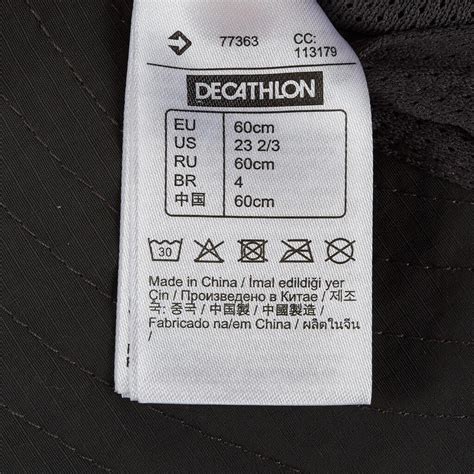 77363 CC:
113179
DECATHLON
EU 60cm
US 23 2/3
RU 60cm
BR 4
中国 60cm
30
Made in China / İmal edildiği yer
Çin / Произведено в Китае / 제조
국: 중국 / 中国制造 / 中國製造 /
Fabricado na/em China / ผลิตในจีน
/